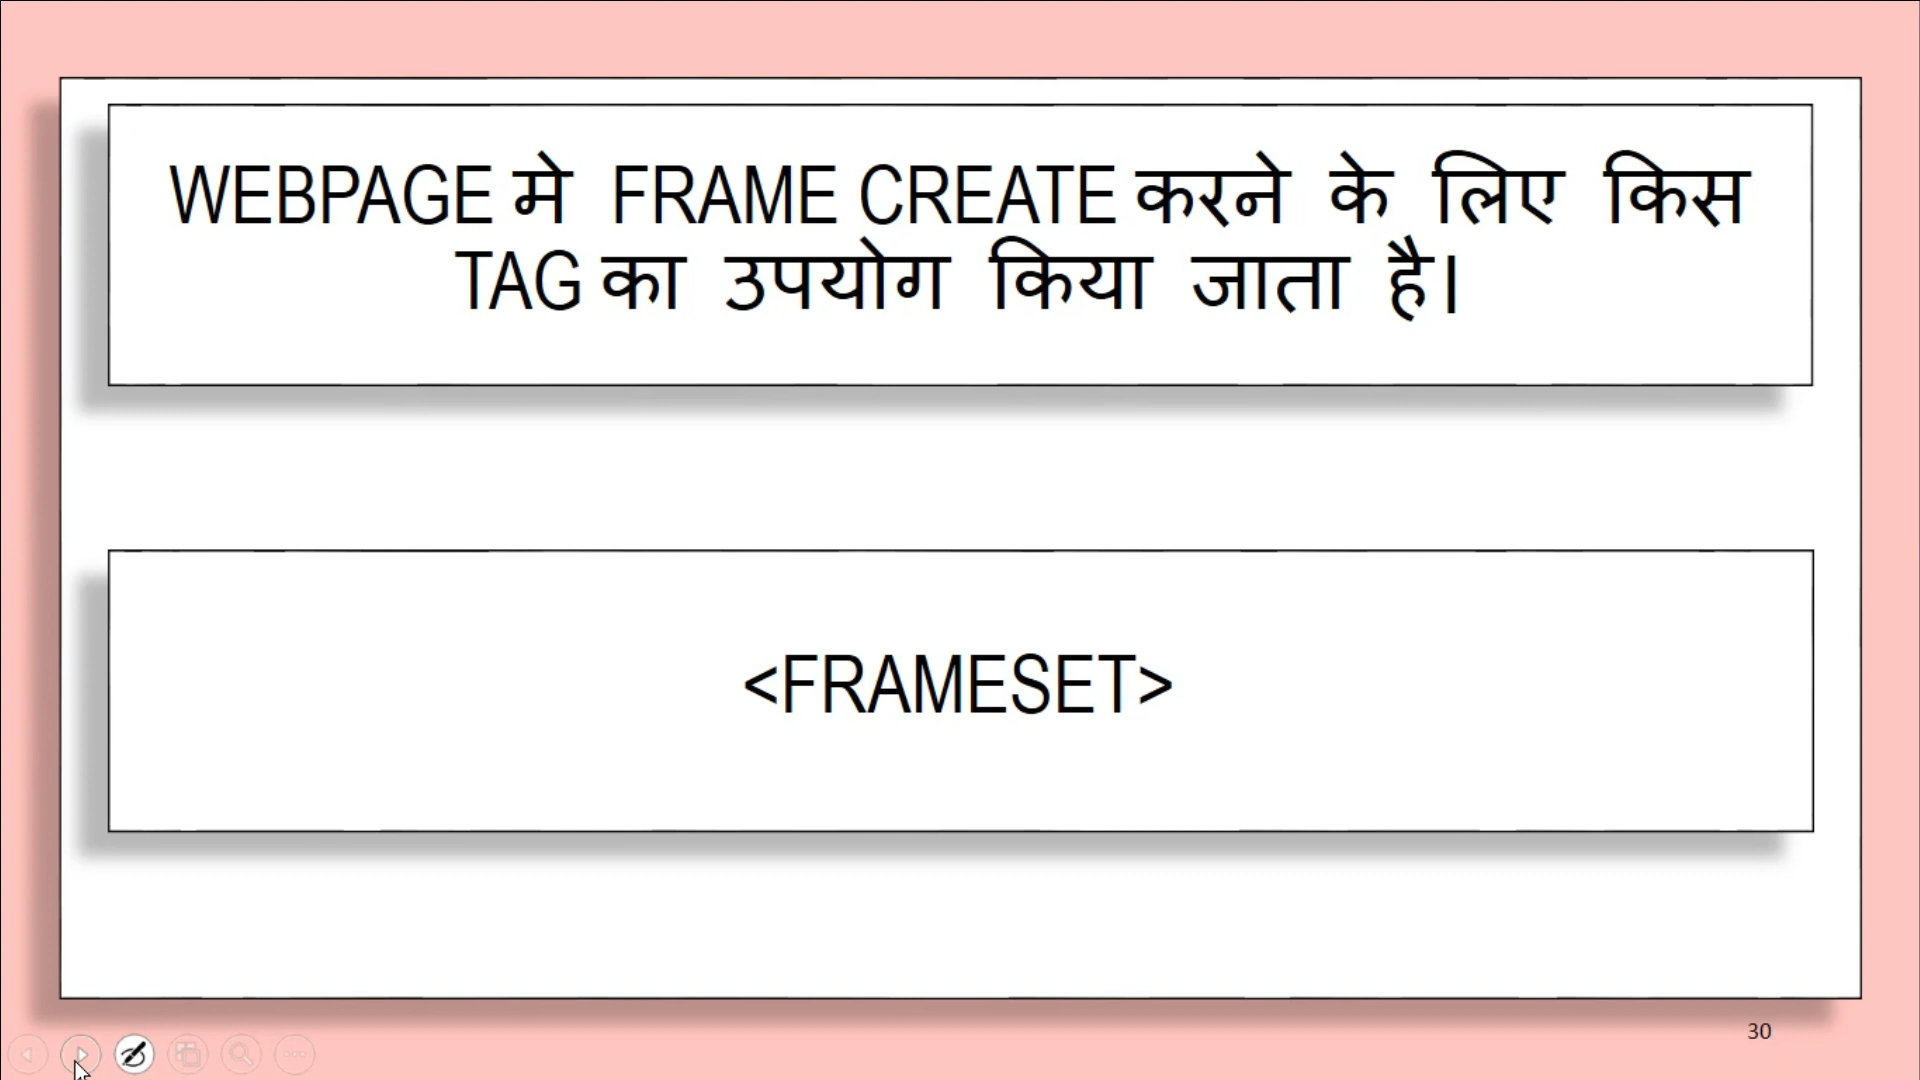 WEBPAGE मे FRAME CREATE करने के लिए किस
TAG का उपयोग किया जाता है।
<FRAMESET>
30